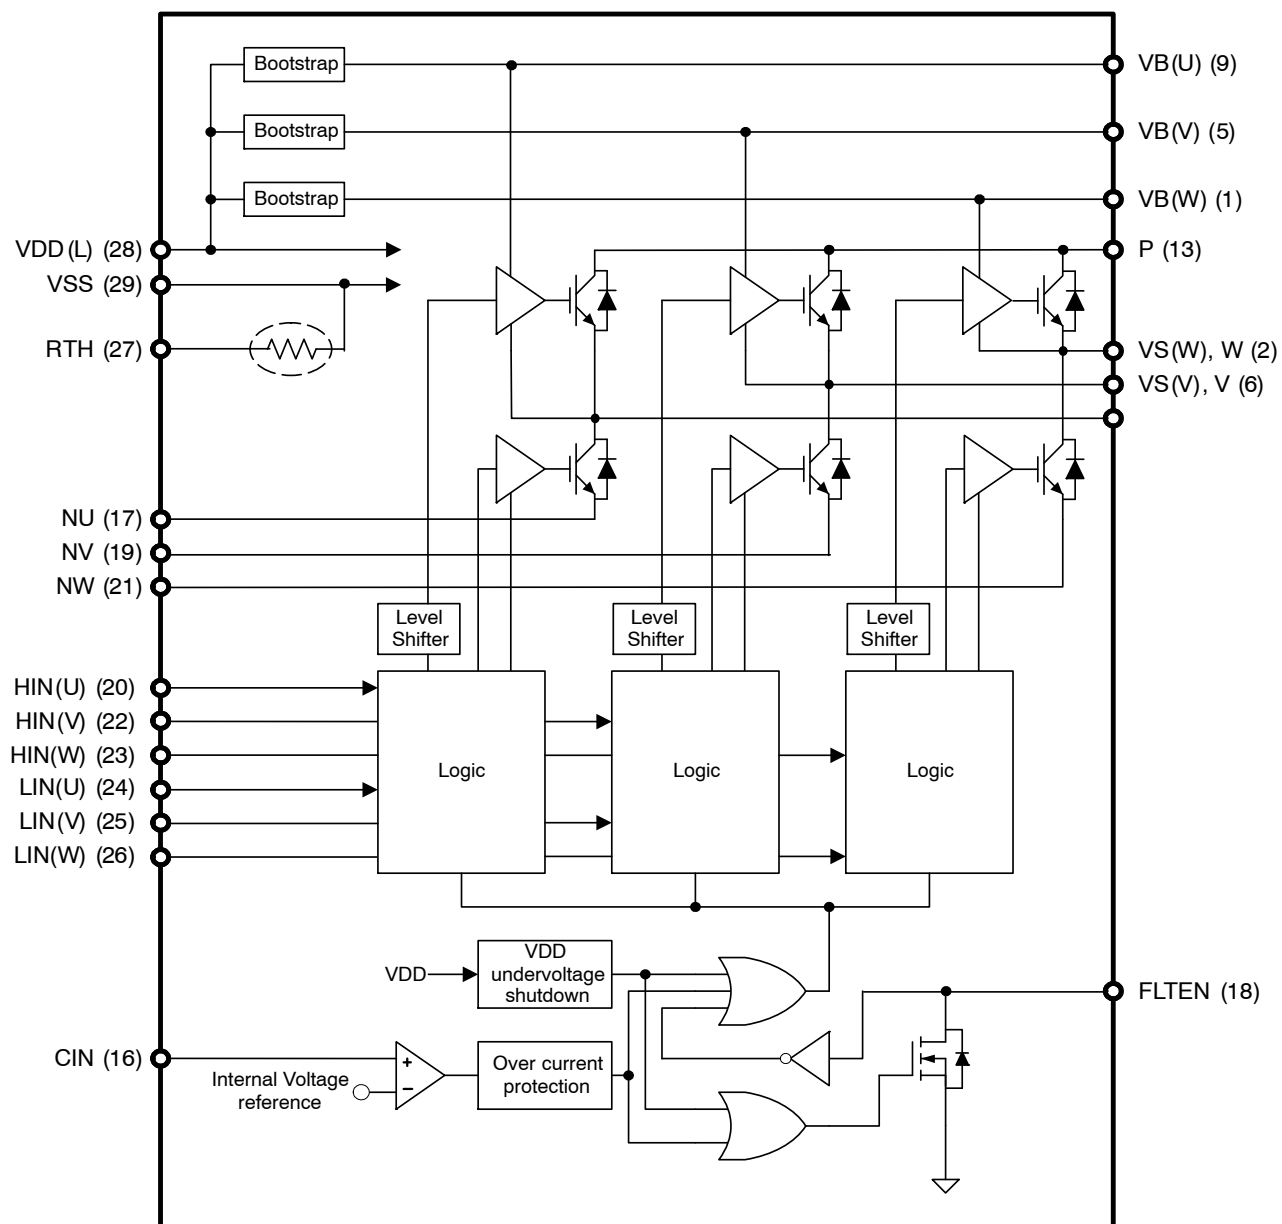 Bootstrap
VB(U) (9)
Bootstrap
VB(V) (5)
Bootstrap
VB(W) (1)
VDD(L) (28)
P (13)
VSS (29)
RTH (27)
VS(W), W (2)
VS(V), V (6)
NU (17)
NV (19)
NW (21)
Level
Shifter
Level
Shifter
Level
Shifter
HIN(U) (20)
HIN(V) (22)
HIN(W) (23)
LIN(U) (24)
LIN(V) (25)
LIN(W) (26)
Logic
Logic
Logic
VDD
VDD
undervoltage
shutdown
FLTEN (18)
CIN (16)
+
−
Internal Voltage
reference
Over current
protection